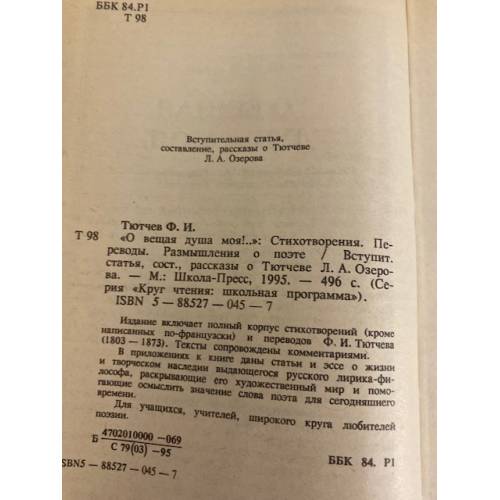 ББК 84.Р1
Т 98
Вступительная статья,
составление, рассказы о Тютчеве
Л. А. Озерова
Тютчев Ф. И.
Т 98 «О вещая душа моя!..»: Стихотворения. Пе-
реводы. Размышления о поэте / Вступит.
статья, сост., рассказы о Тютчеве Л. А. Озеро-
ва. — М.: Школа-Пресс, 1995. — 496 с. (Се-
рия «Круг чтения: школьная программа»).
ISBN 5 — 88527 — 045 — 7
Издание включает полный корпус стихотворений (кроме
написанных по-французски) и переводов Ф. И. Тютчева
(1803 — 1873). Тексты сопровождены комментариями.
В приложениях к книге даны статьи и эссе о жизни
и творческом наследии выдающегося русского лирика-фи-
лософа, раскрывающие его художественный мир и помо-
гающие осмыслить значение слова поэта для сегодняшнего
времени.
Для учащихся, учителей, широкого круга любителей
поэзии.
Б 4702010000 —069
С 79(03) —95
ББК 84. Р1
ISBN5 — 88527 —045 — 7